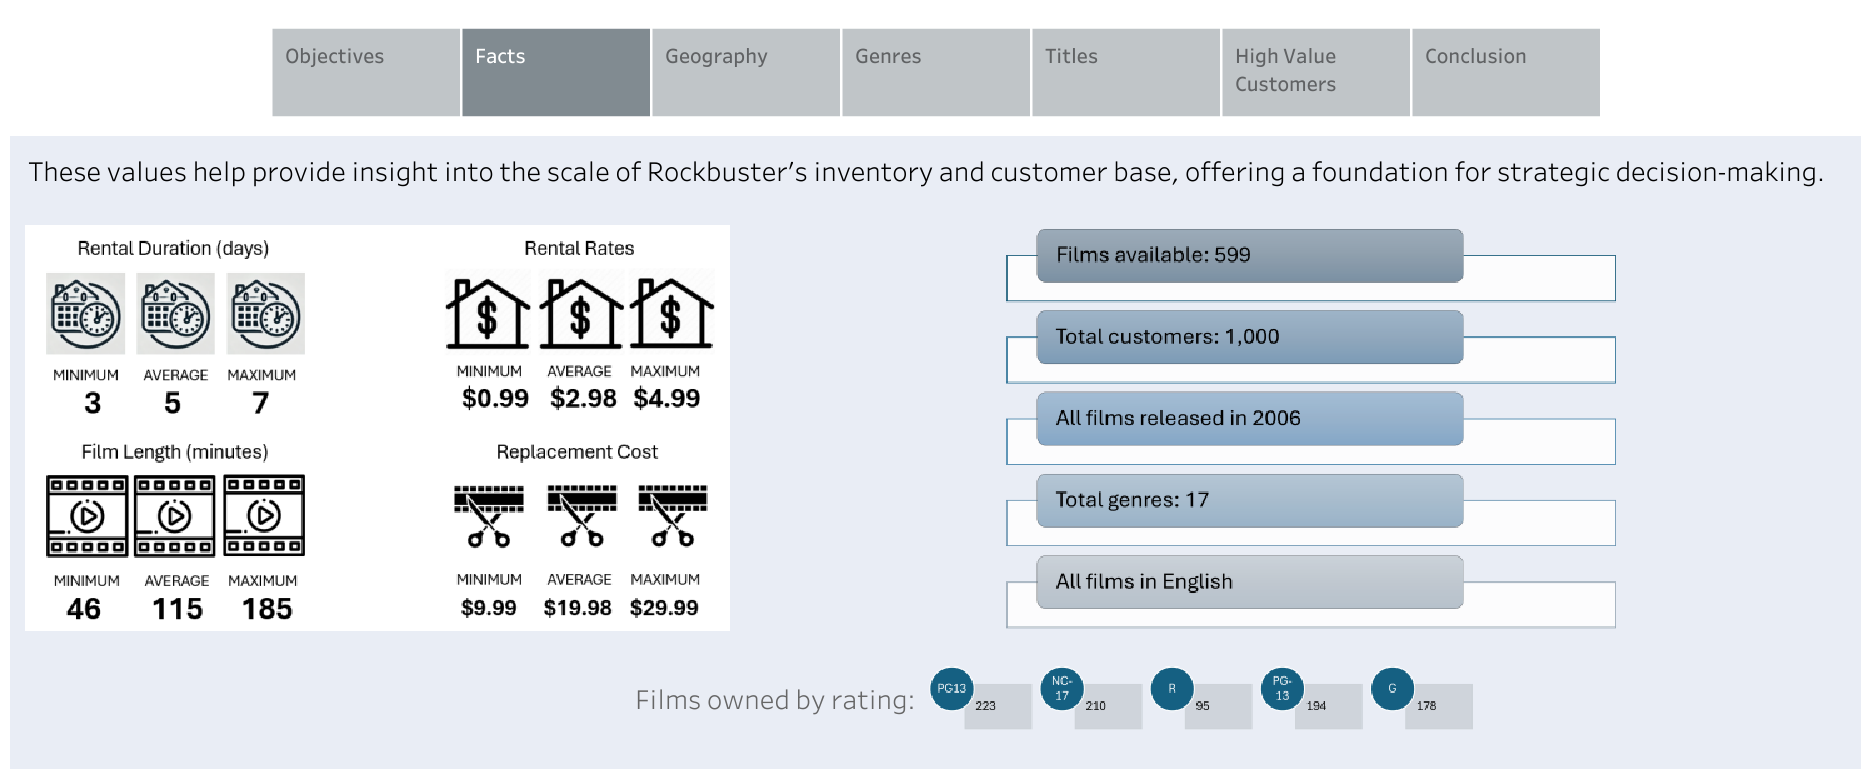 Objectives
Facts
Geography
Genres
Titles
High Value
Customers
Conclusion
These values help provide insight into the scale of Rockbuster's inventory and customer base, offering a foundation for strategic decision-making.
Rental Duration (days)
MINIMUM AVERAGE MAXIMUM
3 5 7
Rental Rates
$ $ $
MINIMUM AVERAGE MAXIMUM
$0.99 $2.98 $4.99
Film Length (minutes)
MINIMUM AVERAGE MAXIMUM
46 115 185
Replacement Cost
MINIMUM AVERAGE MAXIMUM
$9.99 $19.98 $29.99
Films available: 599
Total customers: 1,000
All films released in 2006
Total genres: 17
All films in English
Films owned by rating:
PG13
223
NC-
17
210
R
95
PG-
13
194
G
178